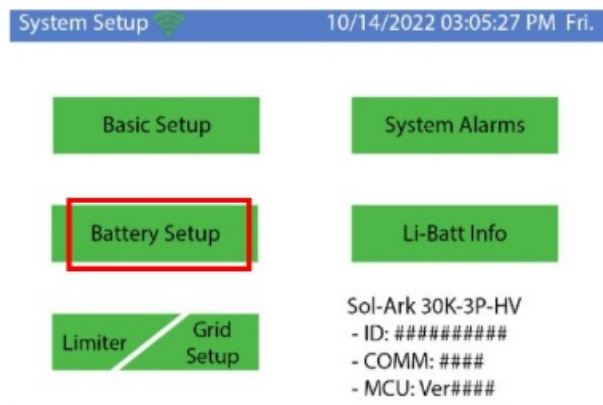 System Setup 10/14/2022 03:05:27 PM Fri.
Basic Setup
System Alarms
Battery Setup
Li-Batt Info
Limiter
Grid
Setup
Sol-Ark 30K-3P-HV
- ID: ##########
- COMM: ####
- MCU: Ver####